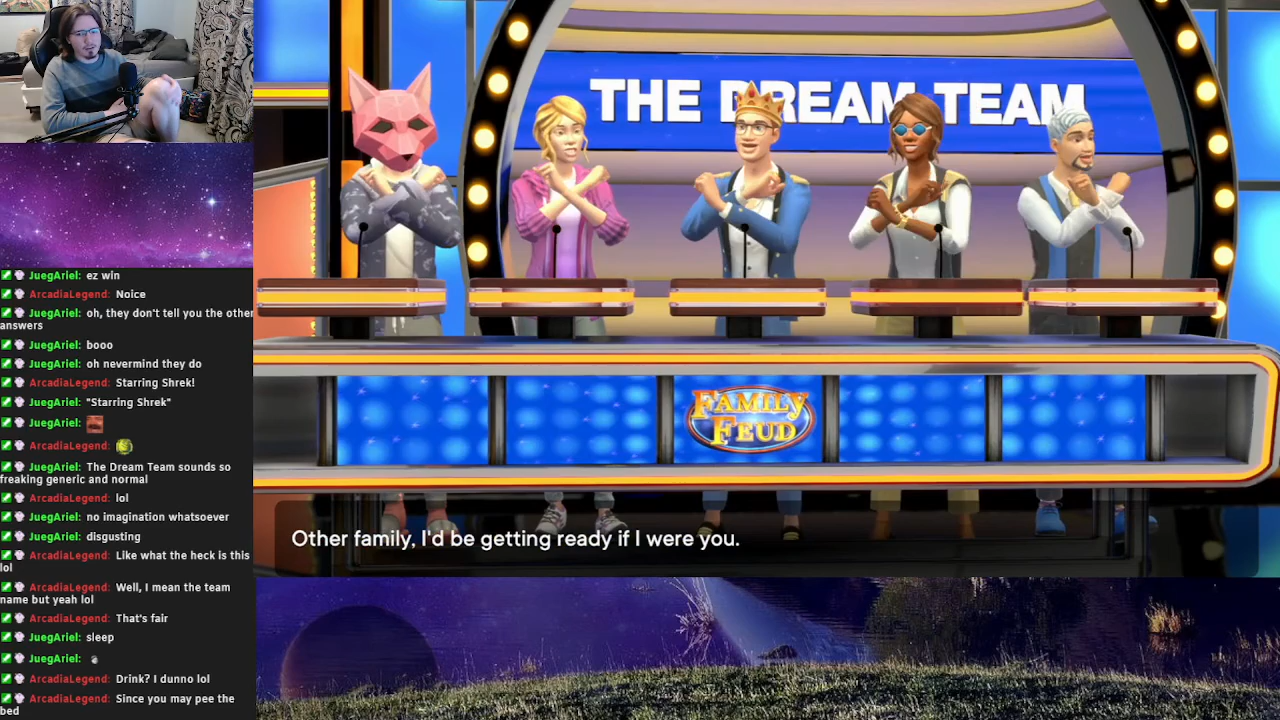 THE DREAM TEAM
FAMILY
FEUD
Other family, I'd be getting ready if I were you.
JuegAriel: ez win
ArcadiaLegend: Noice
JuegAriel: oh, they don't tell you the other
answers
JuegAriel: booo
JuegAriel: oh nevermind they do
ArcadiaLegend: Starring Shrek!
JuegAriel: "Starring Shrek"
JuegAriel:
ArcadiaLegend:
JuegAriel: The Dream Team sounds so
freaking generic and normal
ArcadiaLegend: lol
JuegAriel: no imagination whatsoever
JuegAriel: disgusting
ArcadiaLegend: Like what the heck is this
lol
ArcadiaLegend: Well, I mean the team
name but yeah lol
ArcadiaLegend: That's fair
JuegAriel: sleep
JuegAriel:
ArcadiaLegend: Drink? I dunno lol
ArcadiaLegend: Since you may pee the
bed